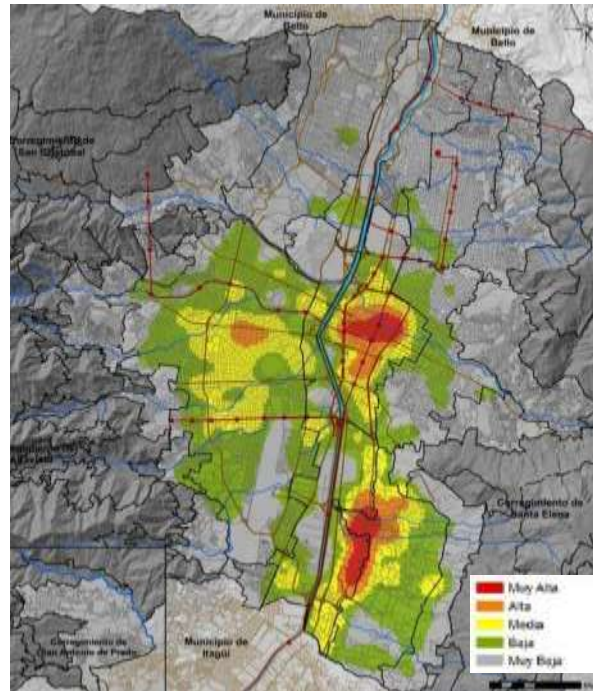 Municipio de
Bello
Municipio de
Bello
Corregimiento de
San Cristóbal
Corregimiento de
Santa Elena
Corregimiento de
San Antonio de Prado
Municipio de
Itagüí
Muy Alta
Alta
Media
Baja
Muy Baja